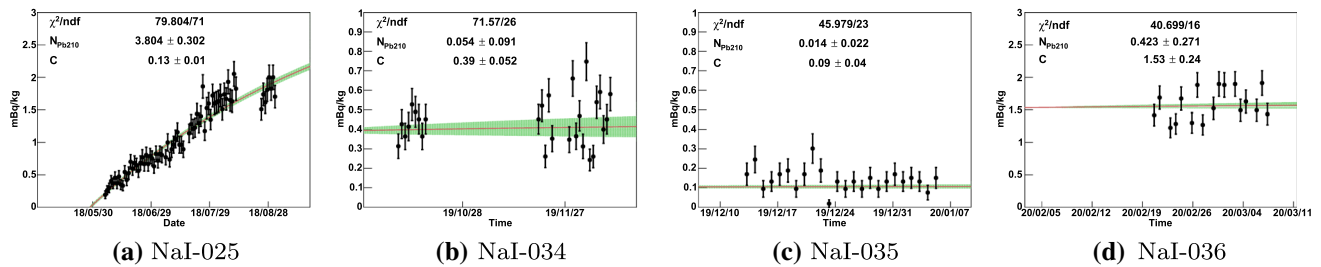 χ²/ndf 79.804/71
N_Pb210 3.804 ± 0.302
C 0.13 ± 0.01
mBq/kg
3
2.5
2
1.5
1
0.5
0
18/05/30 18/06/29 18/07/29 18/08/28
Date
(a) NaI-025
χ²/ndf 71.57/26
N_Pb210 0.054 ± 0.091
C 0.39 ± 0.052
mBq/kg
1
0.9
0.8
0.7
0.6
0.5
0.4
0.3
0.2
0.1
0
19/10/28 19/11/27
Time
(b) NaI-034
χ²/ndf 45.979/23
N_Pb210 0.014 ± 0.022
C 0.09 ± 0.04
mBq/kg
1
0.9
0.8
0.7
0.6
0.5
0.4
0.3
0.2
0.1
0
19/12/10 19/12/17 19/12/24 19/12/31 20/01/07
Time
(c) NaI-035
χ²/ndf 40.699/16
N_Pb210 0.423 ± 0.271
C 1.53 ± 0.24
mBq/kg
3
2.5
2
1.5
1
0.5
0
20/02/05 20/02/12 20/02/19 20/02/26 20/03/04 20/03/11
Time
(d) NaI-036